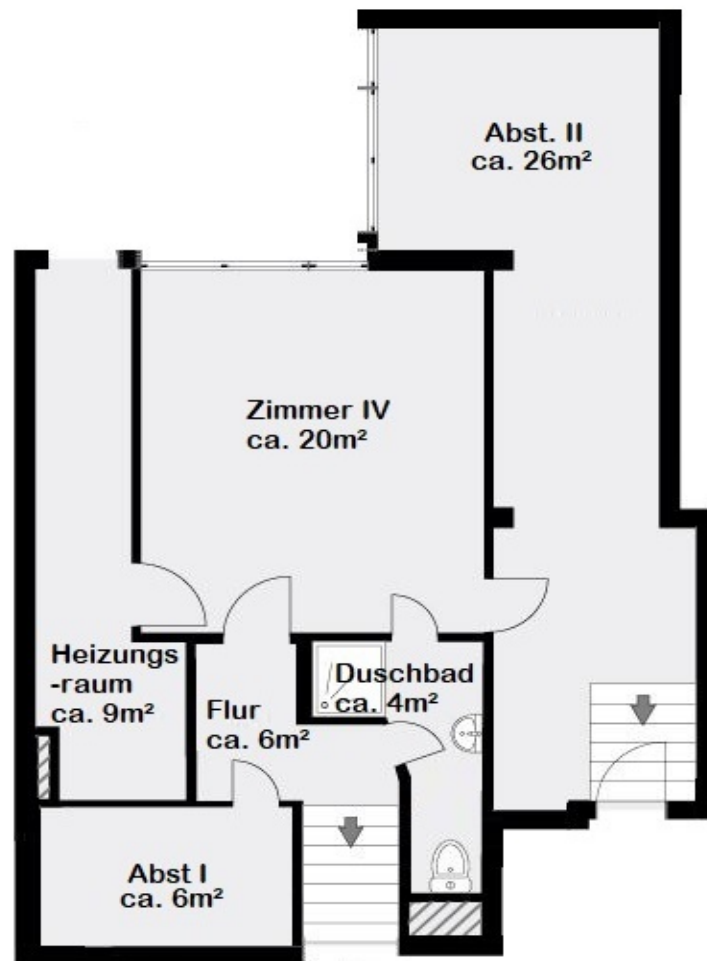 Abst. II
ca. 26m²
Zimmer IV
ca. 20m²
Heizungs
-raum
ca. 9m²
Flur
ca. 6m²
Duschbad
ca. 4m²
Abst I
ca. 6m²